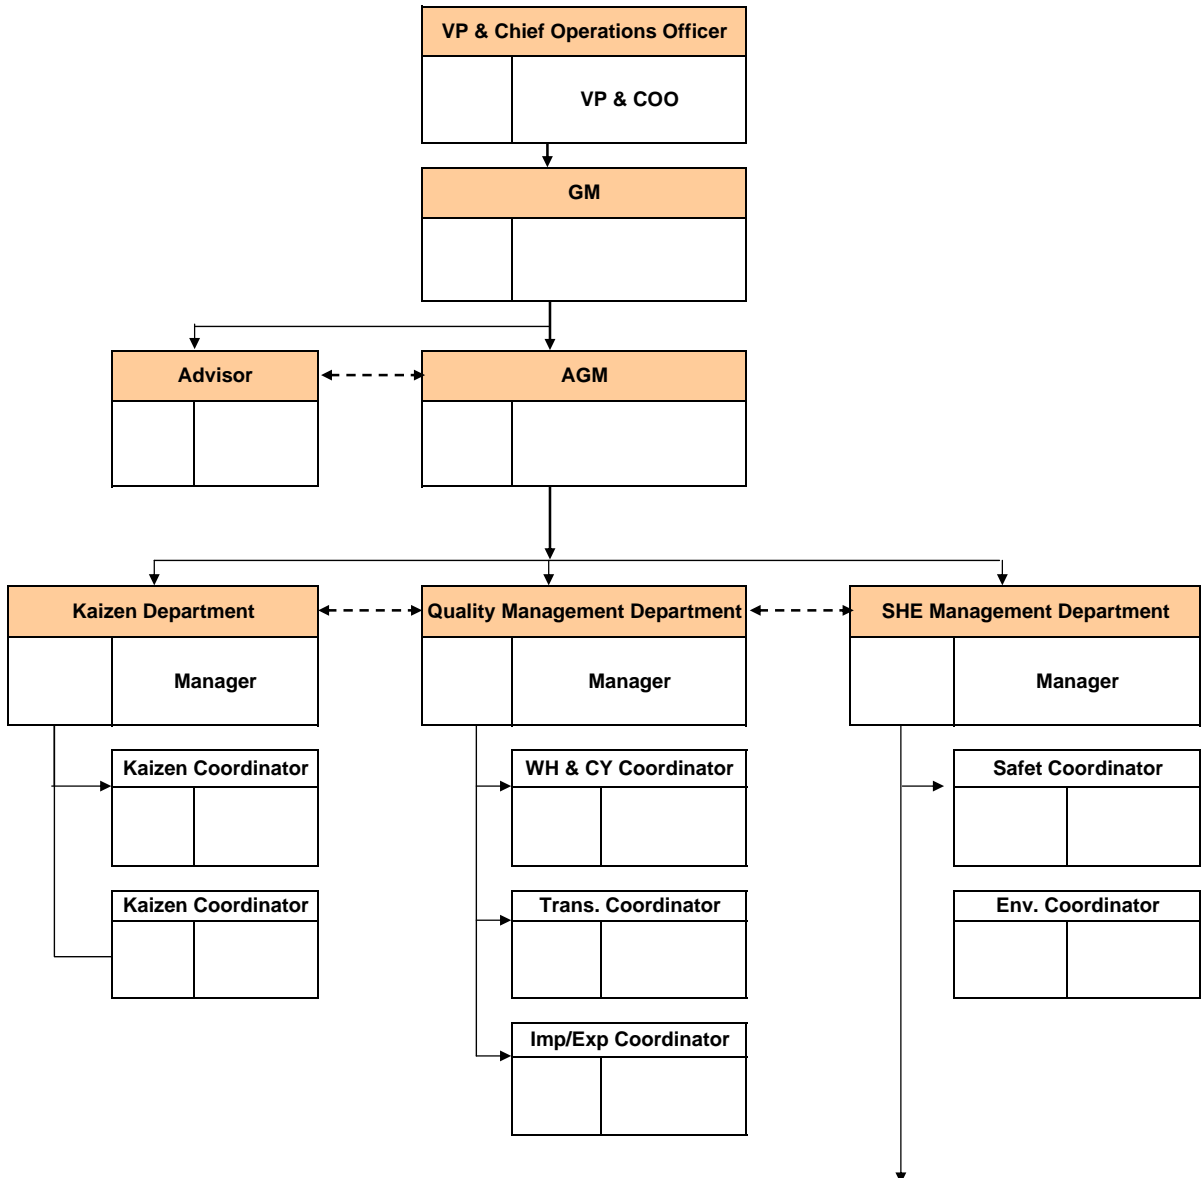 VP & Chief Operations Officer
VP & COO
GM
Advisor
AGM
Kaizen Department
Quality Management Department
SHE Management Department
Manager
Manager
Manager
Kaizen Coordinator
WH & CY Coordinator
Safet Coordinator
Kaizen Coordinator
Trans. Coordinator
Env. Coordinator
Imp/Exp Coordinator